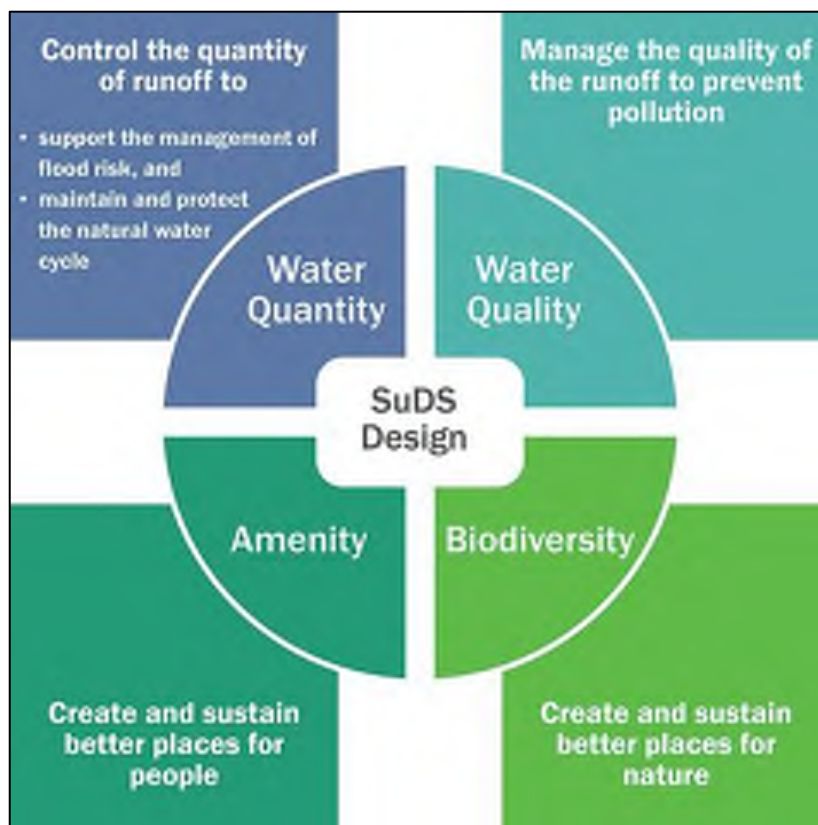 Control the quantity
of runoff to
• support the management of
flood risk, and
• maintain and protect
the natural water
cycle
Manage the quality of
the runoff to prevent
pollution
Water
Quantity
Water
Quality
SuDS
Design
Amenity
Biodiversity
Create and sustain
better places for
people
Create and sustain
better places for
nature